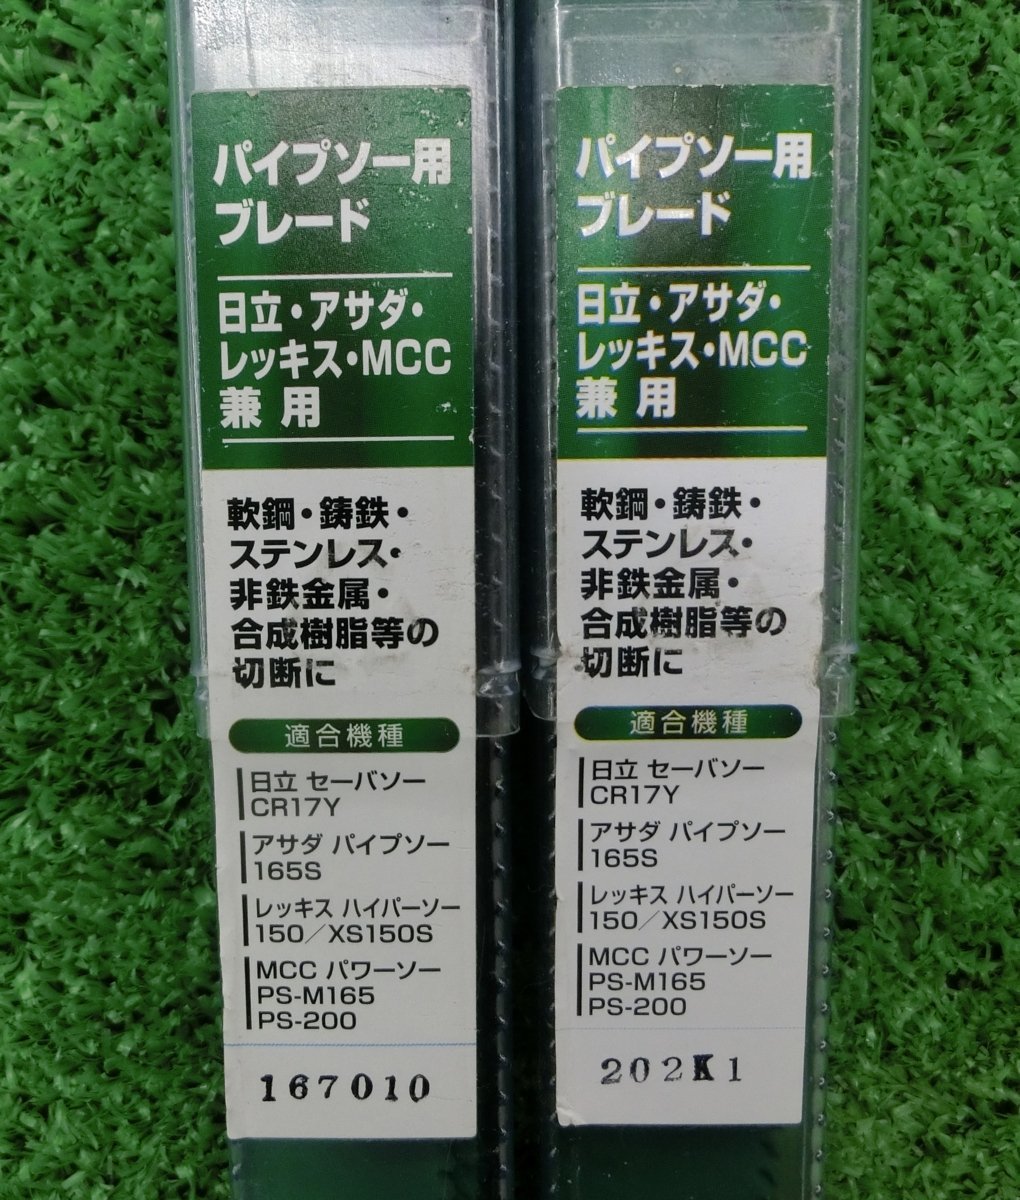 パイプソー用
ブレード
日立・アサダ・
レッキス・MCC
兼用
軟鋼・鋳鉄・
ステンレス・
非鉄金属・
合成樹脂等の
切断に
適合機種
日立 セーバソー
CR17Y
アサダ パイプソー
165S
レッキス ハイパーソー
150／XS150S
MCC パワーソー
PS-M165
PS-200
167010
パイプソー用
ブレード
日立・アサダ・
レッキス・MCC
兼用
軟鋼・鋳鉄・
ステンレス・
非鉄金属・
合成樹脂等の
切断に
適合機種
日立 セーバソー
CR17Y
アサダ パイプソー
165S
レッキス ハイパーソー
150／XS150S
MCC パワーソー
PS-M165
PS-200
202K1